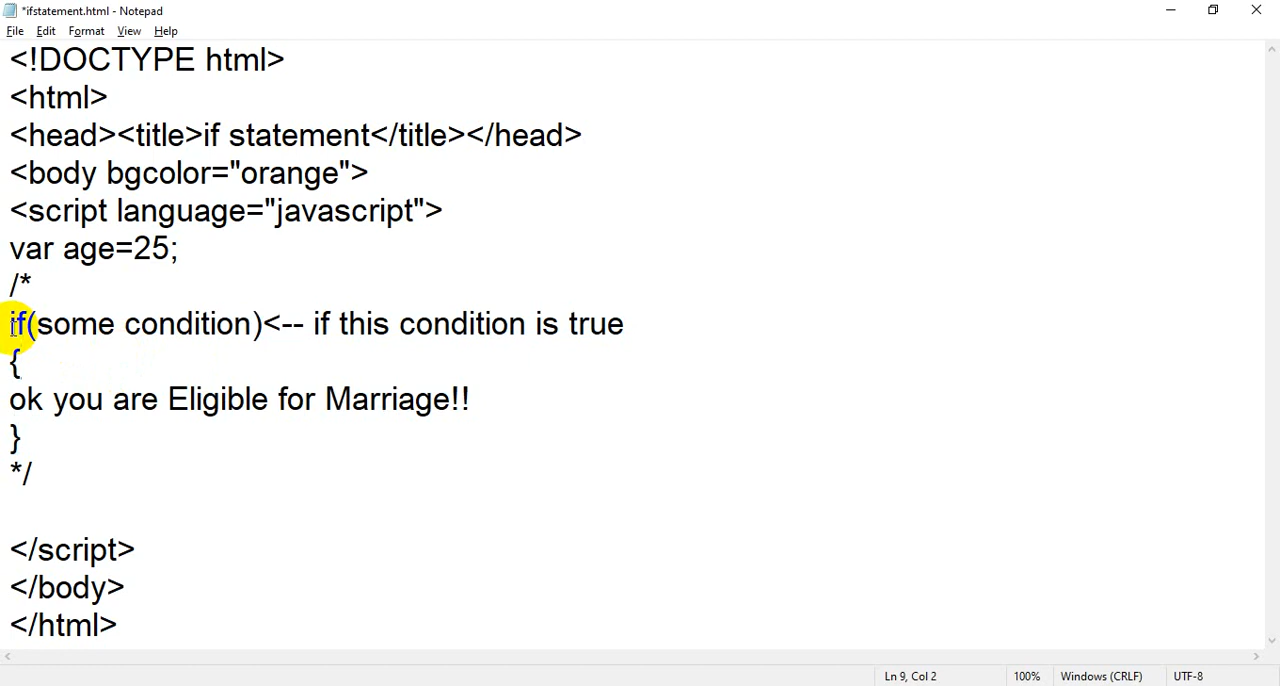 *ifstatement.html - Notepad
File Edit Format View Help
<!DOCTYPE html>
<html>
<head><title>if statement</title></head>
<body bgcolor="orange">
<script language="javascript">
var age=25;
/*
if(some condition)<-- if this condition is true
{
ok you are Eligible for Marriage!!
}
*/
</script>
</body>
</html>
Ln 9, Col 2 100% Windows (CRLF) UTF-8